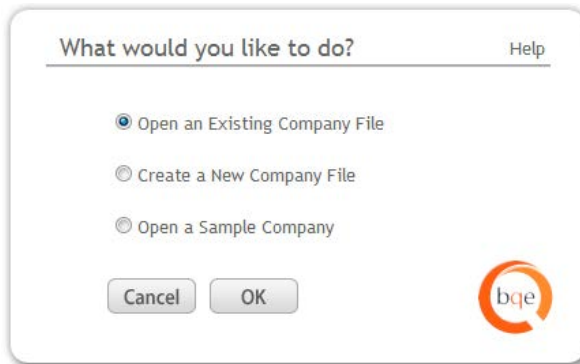 What would you like to do?
Help
Open an Existing Company File
Create a New Company File
Open a Sample Company
Cancel
OK
bqe